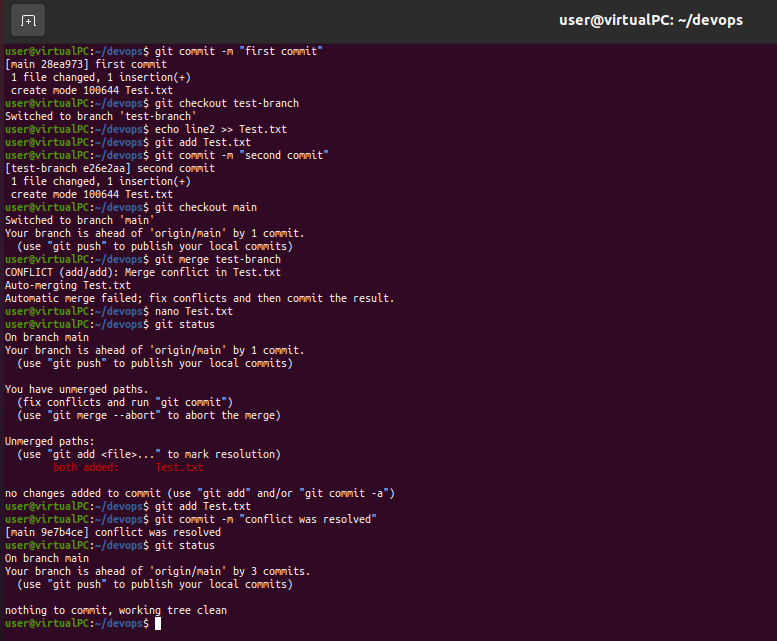 user@virtualPC: ~/devops
user@virtualPC:~/devops$ git commit -m "first commit"
[main 28ea973] first commit
 1 file changed, 1 insertion(+)
 create mode 100644 Test.txt
user@virtualPC:~/devops$ git checkout test-branch
Switched to branch 'test-branch'
user@virtualPC:~/devops$ echo line2 >> Test.txt
user@virtualPC:~/devops$ git add Test.txt
user@virtualPC:~/devops$ git commit -m "second commit"
[test-branch e26e2aa] second commit
 1 file changed, 1 insertion(+)
 create mode 100644 Test.txt
user@virtualPC:~/devops$ git checkout main
Switched to branch 'main'
Your branch is ahead of 'origin/main' by 1 commit.
  (use "git push" to publish your local commits)
user@virtualPC:~/devops$ git merge test-branch
CONFLICT (add/add): Merge conflict in Test.txt
Auto-merging Test.txt
Automatic merge failed; fix conflicts and then commit the result.
user@virtualPC:~/devops$ nano Test.txt
user@virtualPC:~/devops$ git status
On branch main
Your branch is ahead of 'origin/main' by 1 commit.
  (use "git push" to publish your local commits)

You have unmerged paths.
  (fix conflicts and run "git commit")
  (use "git merge --abort" to abort the merge)

Unmerged paths:
  (use "git add <file>..." to mark resolution)
        both added:      Test.txt

no changes added to commit (use "git add" and/or "git commit -a")
user@virtualPC:~/devops$ git add Test.txt
user@virtualPC:~/devops$ git commit -m "conflict was resolved"
[main 9e7b4ce] conflict was resolved
user@virtualPC:~/devops$ git status
On branch main
Your branch is ahead of 'origin/main' by 3 commits.
  (use "git push" to publish your local commits)

nothing to commit, working tree clean
user@virtualPC:~/devops$